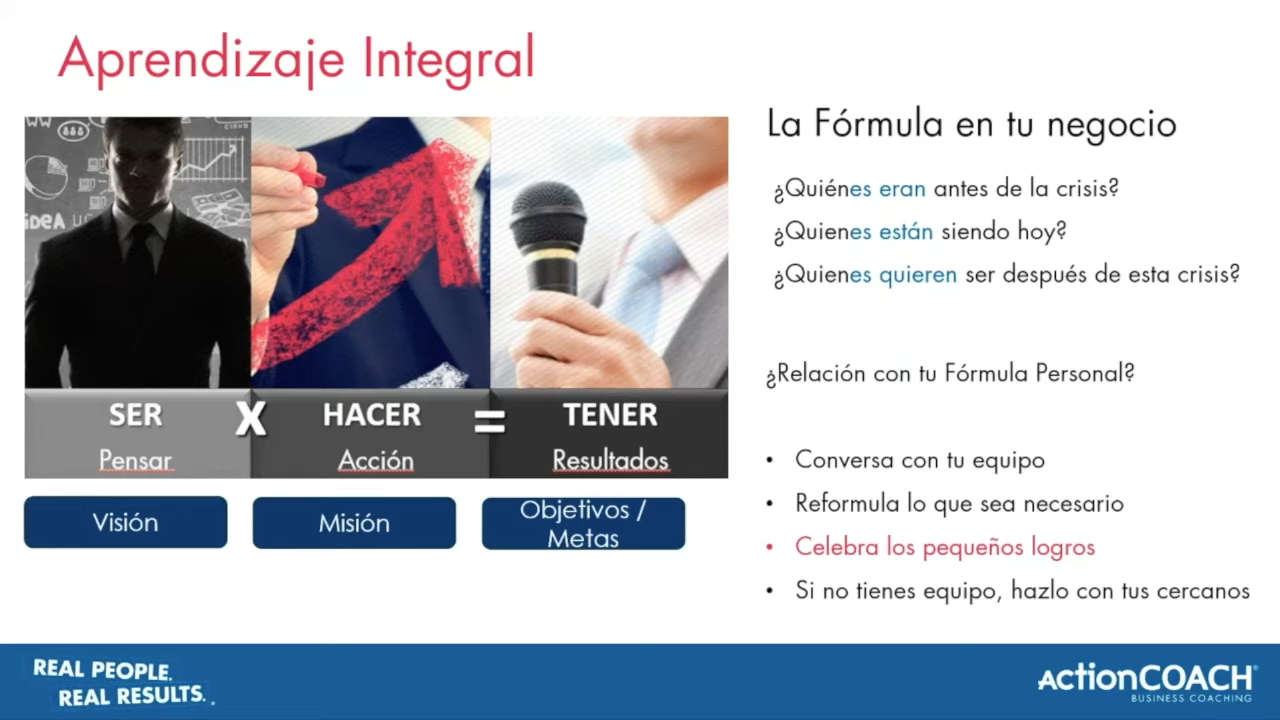 Aprendizaje Integral
La Fórmula en tu negocio
¿Quiénes eran antes de la crisis?
¿Quienes están siendo hoy?
¿Quienes quieren ser después de esta crisis?
¿Relación con tu Fórmula Personal?
• Conversa con tu equipo
• Reformula lo que sea necesario
• Celebra los pequeños logros
• Si no tienes equipo, hazlo con tus cercanos
IDEA
CLOUD
SER X HACER = TENER
Pensar Acción Resultados
Visión
Misión
Objetivos /
Metas
REAL PEOPLE.
REAL RESULTS.
ActionCOACH
BUSINESS COACHING